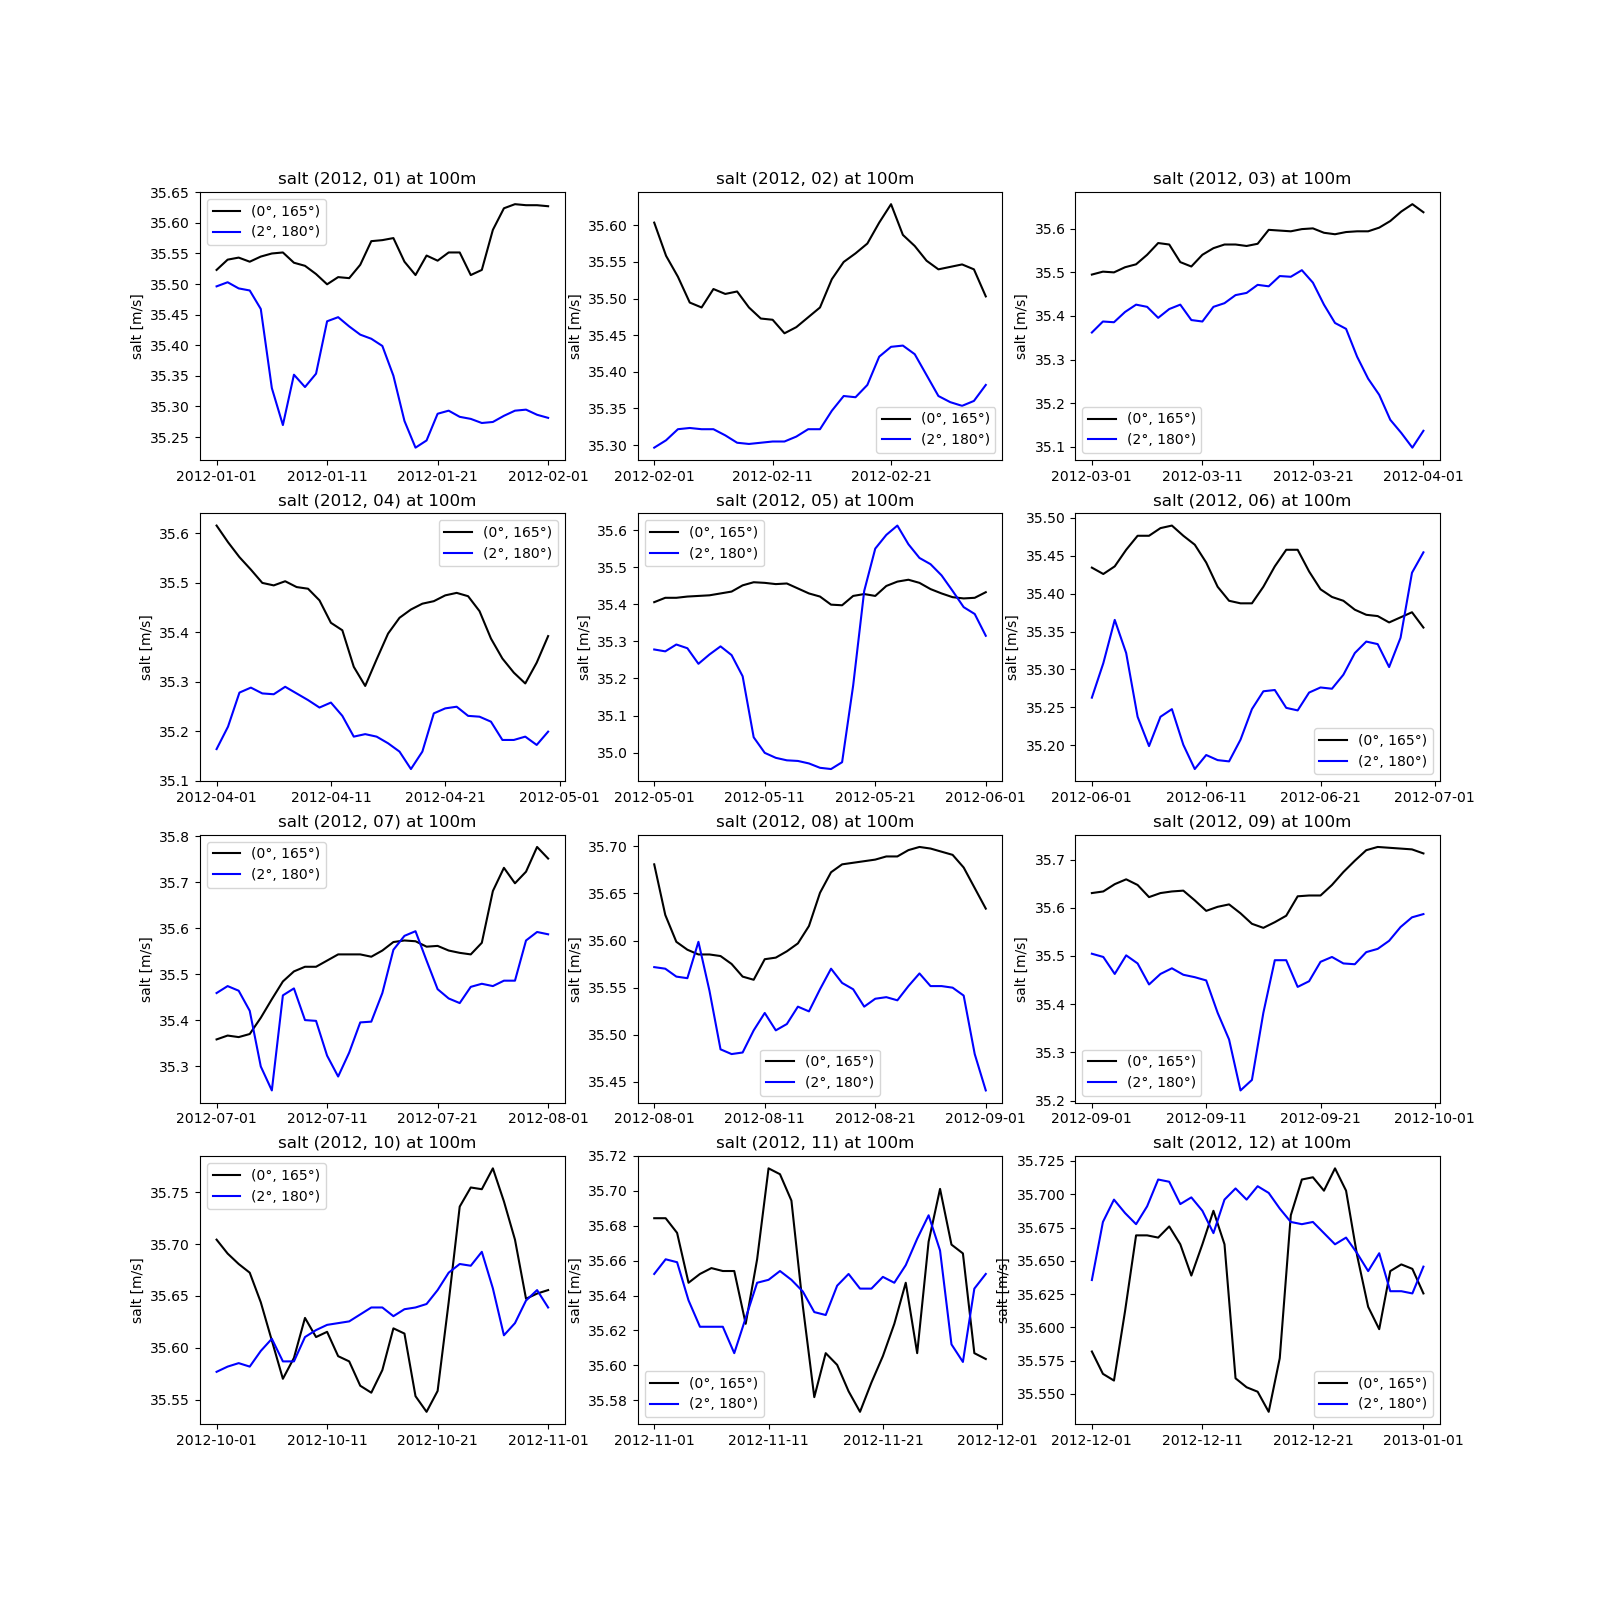 salt (2012, 01) at 100m
salt (2012, 02) at 100m
salt (2012, 03) at 100m
35.65
35.60
35.55
35.50
35.45
35.40
35.35
35.30
35.25
salt [m/s]
(0°, 165°)
(2°, 180°)
2012-01-01 2012-01-11 2012-01-21 2012-02-01
35.60
35.55
35.50
35.45
35.40
35.35
35.30
salt [m/s]
(0°, 165°)
(2°, 180°)
2012-02-01 2012-02-11 2012-02-21
35.6
35.5
35.4
35.3
35.2
35.1
salt [m/s]
(0°, 165°)
(2°, 180°)
2012-03-01 2012-03-11 2012-03-21 2012-04-01
salt (2012, 04) at 100m
salt (2012, 05) at 100m
salt (2012, 06) at 100m
35.6
35.5
35.4
35.3
35.2
35.1
salt [m/s]
(0°, 165°)
(2°, 180°)
2012-04-01 2012-04-11 2012-04-21 2012-05-01
35.6
35.5
35.4
35.3
35.2
35.1
35.0
salt [m/s]
(0°, 165°)
(2°, 180°)
2012-05-01 2012-05-11 2012-05-21 2012-06-01
35.50
35.45
35.40
35.35
35.30
35.25
35.20
salt [m/s]
(0°, 165°)
(2°, 180°)
2012-06-01 2012-06-11 2012-06-21 2012-07-01
salt (2012, 07) at 100m
salt (2012, 08) at 100m
salt (2012, 09) at 100m
35.8
35.7
35.6
35.5
35.4
35.3
salt [m/s]
(0°, 165°)
(2°, 180°)
2012-07-01 2012-07-11 2012-07-21 2012-08-01
35.70
35.65
35.60
35.55
35.50
35.45
salt [m/s]
(0°, 165°)
(2°, 180°)
2012-08-01 2012-08-11 2012-08-21 2012-09-01
35.7
35.6
35.5
35.4
35.3
35.2
salt [m/s]
(0°, 165°)
(2°, 180°)
2012-09-01 2012-09-11 2012-09-21 2012-10-01
salt (2012, 10) at 100m
salt (2012, 11) at 100m
salt (2012, 12) at 100m
35.75
35.70
35.65
35.60
35.55
salt [m/s]
(0°, 165°)
(2°, 180°)
2012-10-01 2012-10-11 2012-10-21 2012-11-01
35.72
35.70
35.68
35.66
35.64
35.62
35.60
35.58
salt [m/s]
(0°, 165°)
(2°, 180°)
2012-11-01 2012-11-11 2012-11-21 2012-12-01
35.725
35.700
35.675
35.650
35.625
35.600
35.575
35.550
salt [m/s]
(0°, 165°)
(2°, 180°)
2012-12-01 2012-12-11 2012-12-21 2013-01-01